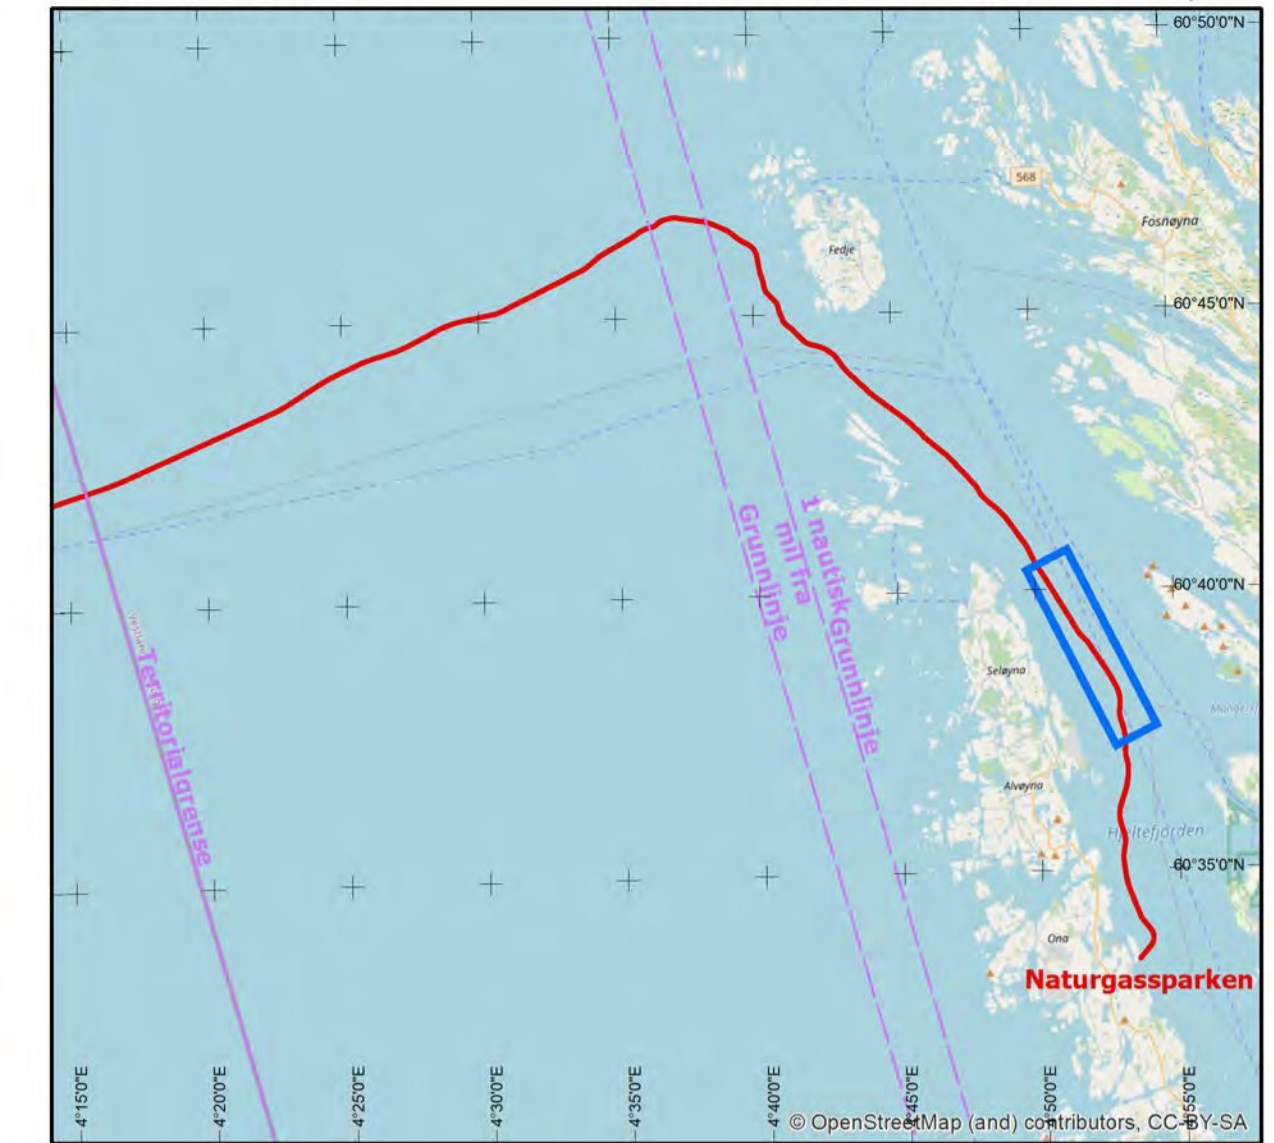 60°50'0"N
568
Fosnøyna
Fedje
60°45'0"N
Grunnlinje
1 nautisk
mil fra
Grunnlinje
60°40'0"N
Territorialgrense
Seløyna
Alvøyna
Hjeltefjorden
60°35'0"N
Ona
Naturgassparken
4°15'0"E
4°20'0"E
4°25'0"E
4°30'0"E
4°35'0"E
4°40'0"E
4°45'0"E
4°50'0"E
4°55'0"E
© OpenStreetMap (and) contributors, CC-BY-SA